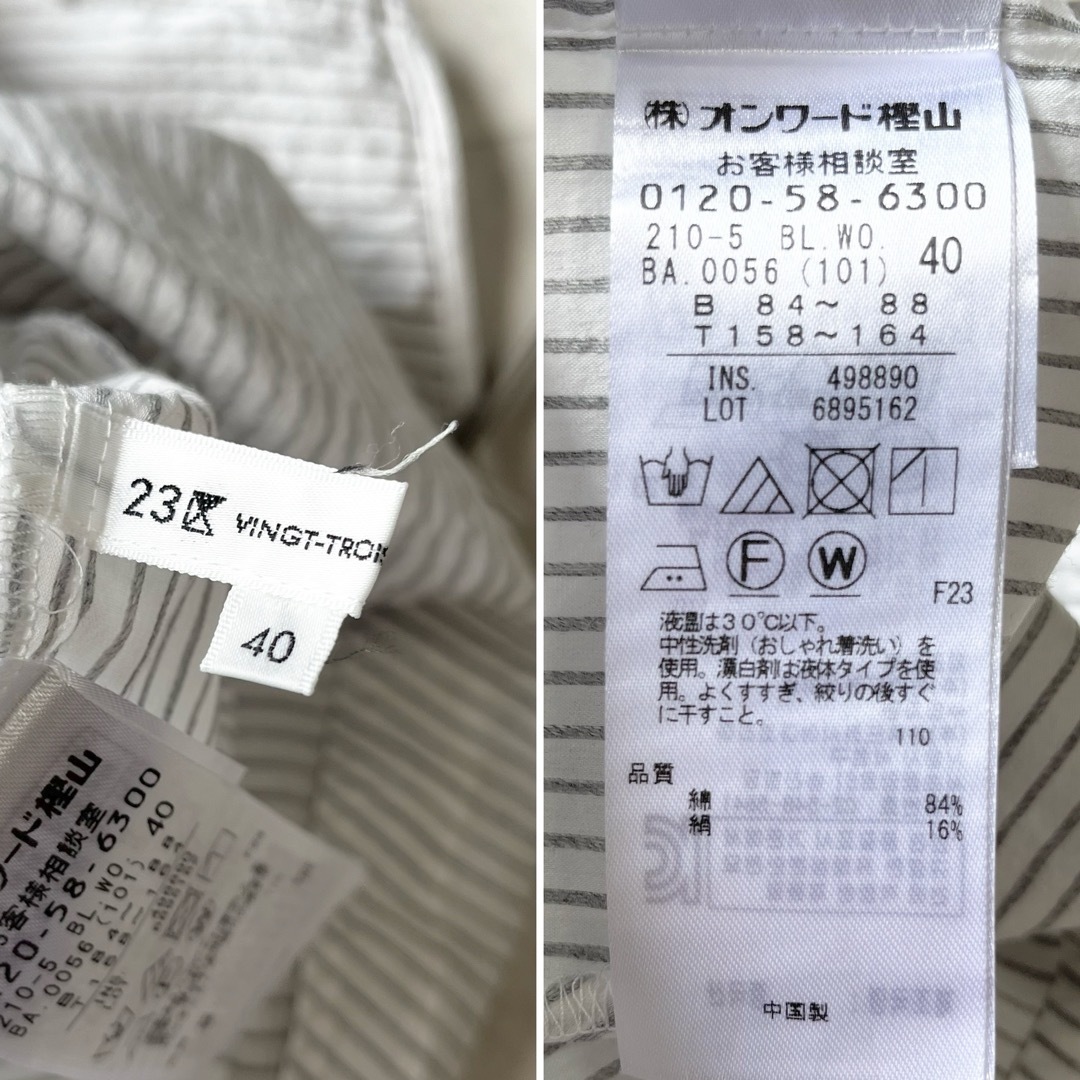 23区 VINGT-TROIS
40
ワード樫山
客様相談室
20-58-6300
210-5 BL.WO. 40
BA.0056 (101)
㈱オンワード樫山
お客様相談室
0120-58-6300
210-5 BL.WO.
BA.0056 (101) 40
B 84～ 88
T 158～164
INS. 498890
LOT 6895162
F W
F23
液温は30℃以下。
中性洗剤（おしゃれ着洗い）を
使用。漂白剤は液体タイプを使
用。よくすすぎ、絞りの後すぐ
に干すこと。
110
品質
綿 84%
絹 16%
中国製